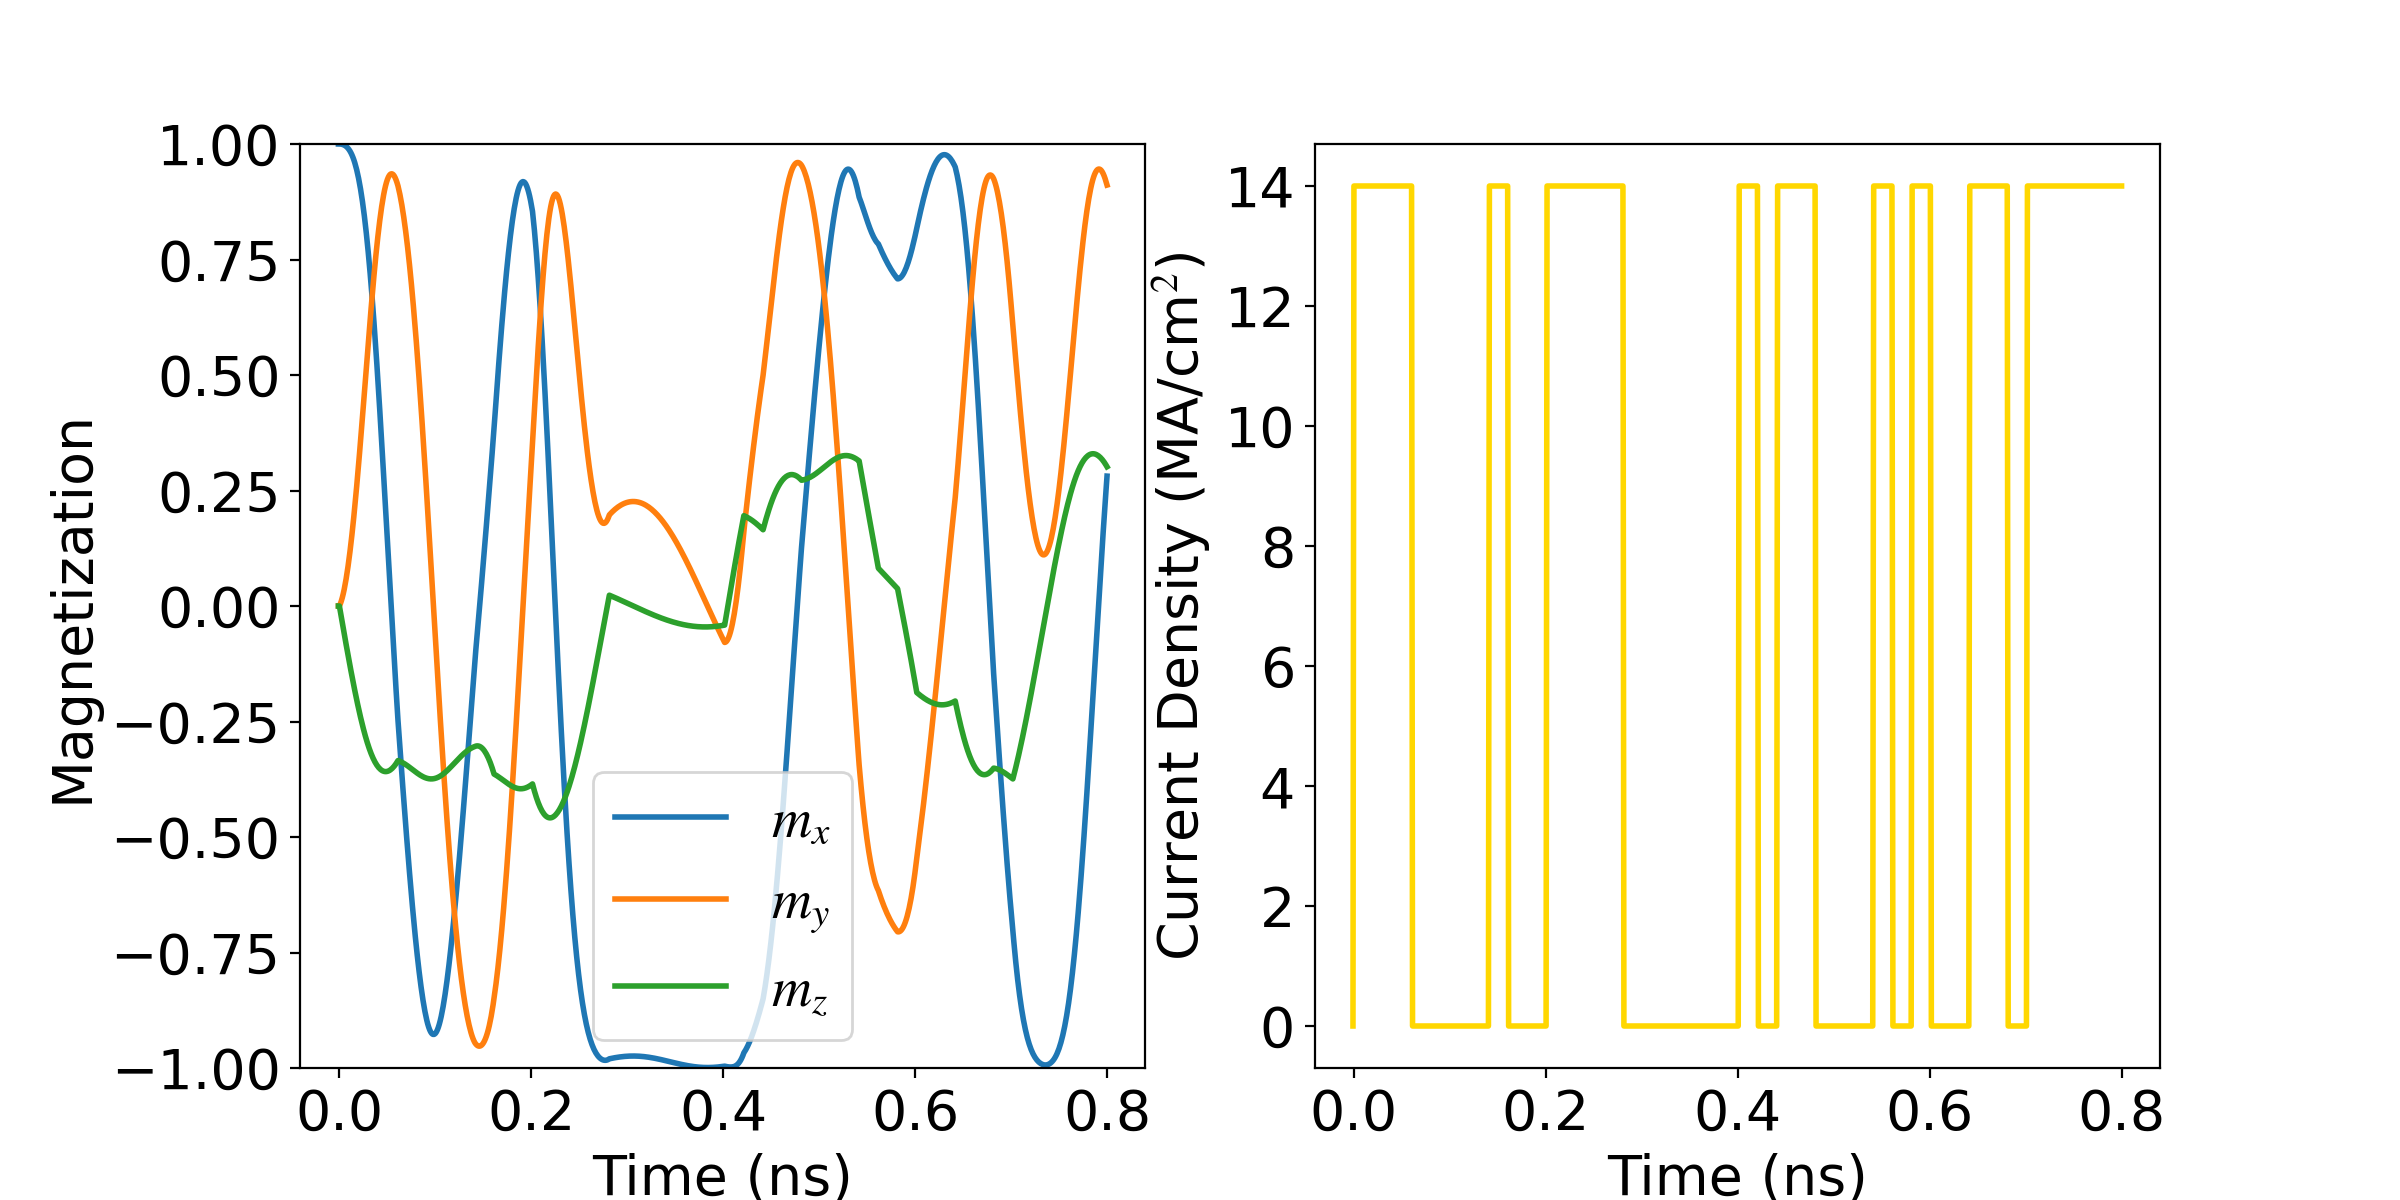 Magnetization
1.00
0.75
0.50
0.25
0.00
−0.25
−0.50
−0.75
−1.00
0.0 0.2 0.4 0.6 0.8
Time (ns)
mₓ
m_y
m_z
Current Density (MA/cm²)
14
12
10
8
6
4
2
0
0.0 0.2 0.4 0.6 0.8
Time (ns)